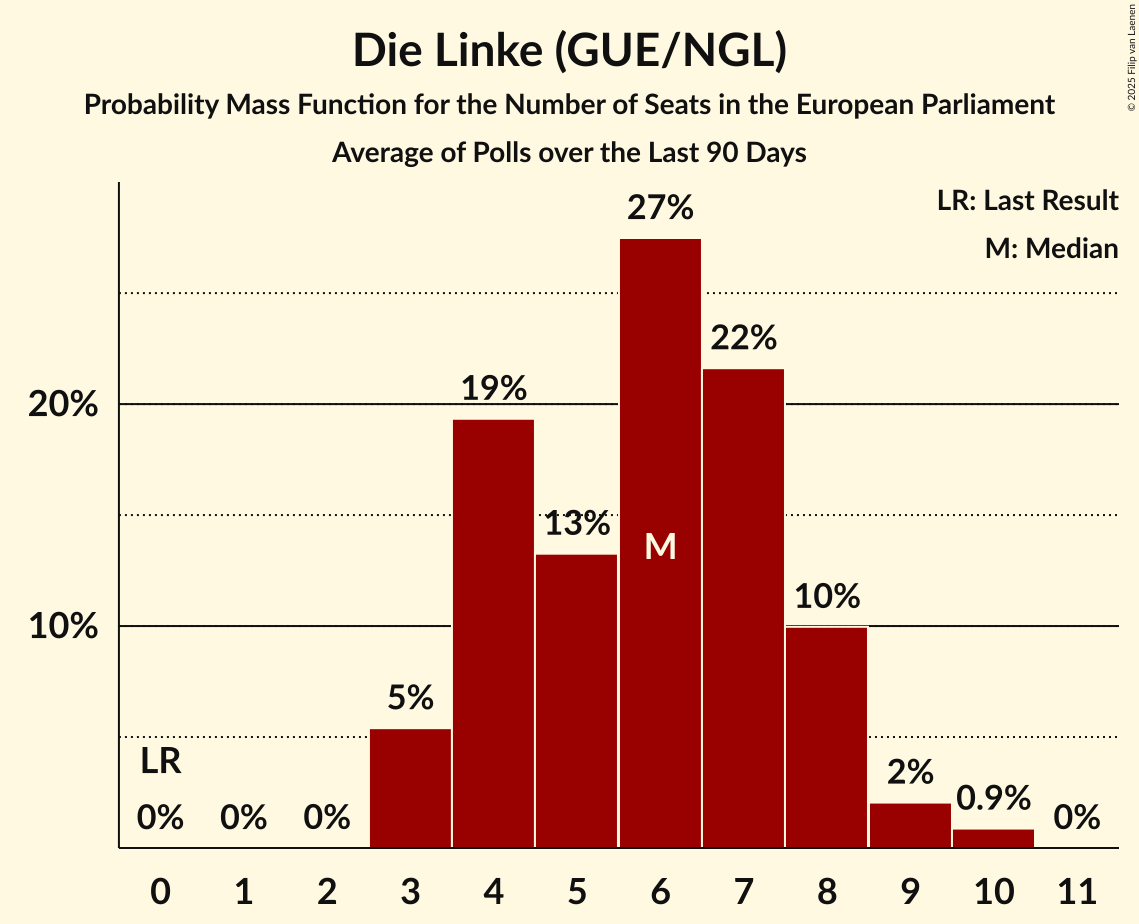 Die Linke (GUE/NGL)
Probability Mass Function for the Number of Seats in the European Parliament
Average of Polls over the Last 90 Days
© 2025 Filip van Laenen
LR: Last Result
M: Median
27%
22%
20%
19%
13%
M
10%
10%
5%
LR
2%
0.9%
0% 0% 0% 0%
0 1 2 3 4 5 6 7 8 9 10 11